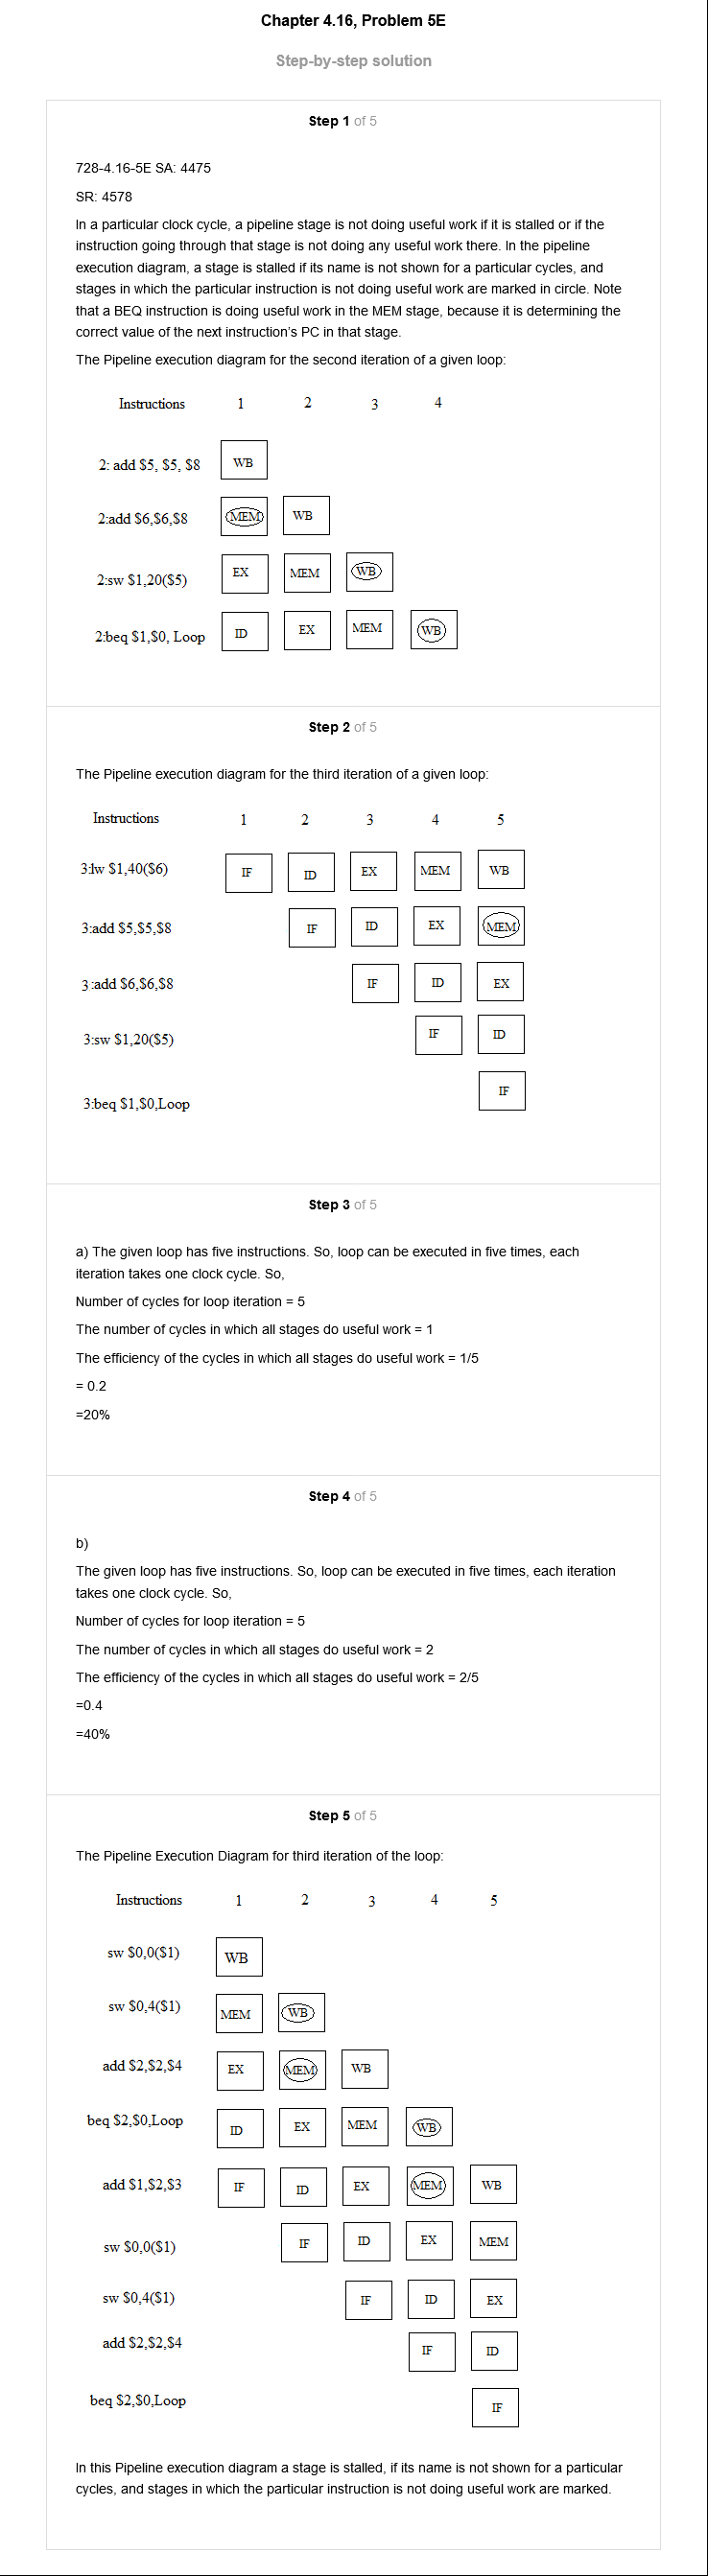 Chapter 4.16, Problem 5E
Step-by-step solution
Step 1 of 5
728-4.16-5E SA: 4475
SR: 4578
In a particular clock cycle, a pipeline stage is not doing useful work if it is stalled or if the
instruction going through that stage is not doing any useful work there. In the pipeline
execution diagram, a stage is stalled if its name is not shown for a particular cycles, and
stages in which the particular instruction is not doing useful work are marked in circle. Note
that a BEQ instruction is doing useful work in the MEM stage, because it is determining the
correct value of the next instruction's PC in that stage.
The Pipeline execution diagram for the second iteration of a given loop:
Instructions 1 2 3 4
2: add $5, $5, $8 WB
2:add $6,$6,$8 MEM WB
2:sw $1,20($5) EX MEM WB
2:beq $1,$0, Loop ID EX MEM WB
Step 2 of 5
The Pipeline execution diagram for the third iteration of a given loop:
Instructions 1 2 3 4 5
3:lw $1,40($6) IF ID EX MEM WB
3:add $5,$5,$8 IF ID EX MEM
3:add $6,$6,$8 IF ID EX
3:sw $1,20($5) IF ID
3:beq $1,$0,Loop IF
Step 3 of 5
a) The given loop has five instructions. So, loop can be executed in five times, each
iteration takes one clock cycle. So,
Number of cycles for loop iteration = 5
The number of cycles in which all stages do useful work = 1
The efficiency of the cycles in which all stages do useful work = 1/5
= 0.2
=20%
Step 4 of 5
b)
The given loop has five instructions. So, loop can be executed in five times, each iteration
takes one clock cycle. So,
Number of cycles for loop iteration = 5
The number of cycles in which all stages do useful work = 2
The efficiency of the cycles in which all stages do useful work = 2/5
=0.4
=40%
Step 5 of 5
The Pipeline Execution Diagram for third iteration of the loop:
Instructions 1 2 3 4 5
sw $0,0($1) WB
sw $0,4($1) MEM WB
add $2,$2,$4 EX MEM WB
beq $2,$0,Loop ID EX MEM WB
add $1,$2,$3 IF ID EX MEM WB
sw $0,0($1) IF ID EX MEM
sw $0,4($1) IF ID EX
add $2,$2,$4 IF ID
beq $2,$0,Loop IF
In this Pipeline execution diagram a stage is stalled, if its name is not shown for a particular
cycles, and stages in which the particular instruction is not doing useful work are marked.